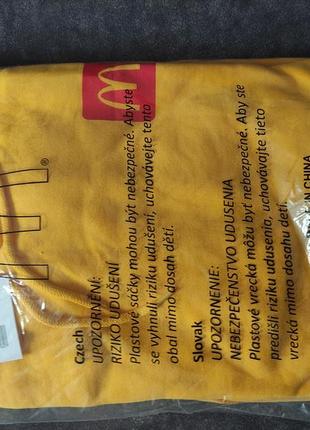 ®
Czech
UPOZORNĚNÍ:
RIZIKO UDUŠENÍ
Plastové sáčky mohou být nebezpečné. Abyste
se vyhnuli riziku udušení, uchovávejte tento
obal mimo dosah dětí.
Slovak
UPOZORNENIE:
NEBEZPEČENSTVO UDUSENIA
Plastové vrecká môžu byť nebezpečné. Aby ste
predišli riziku udusenia, uchovávajte tieto
vrecká mimo dosahu detí.
IN CHINA